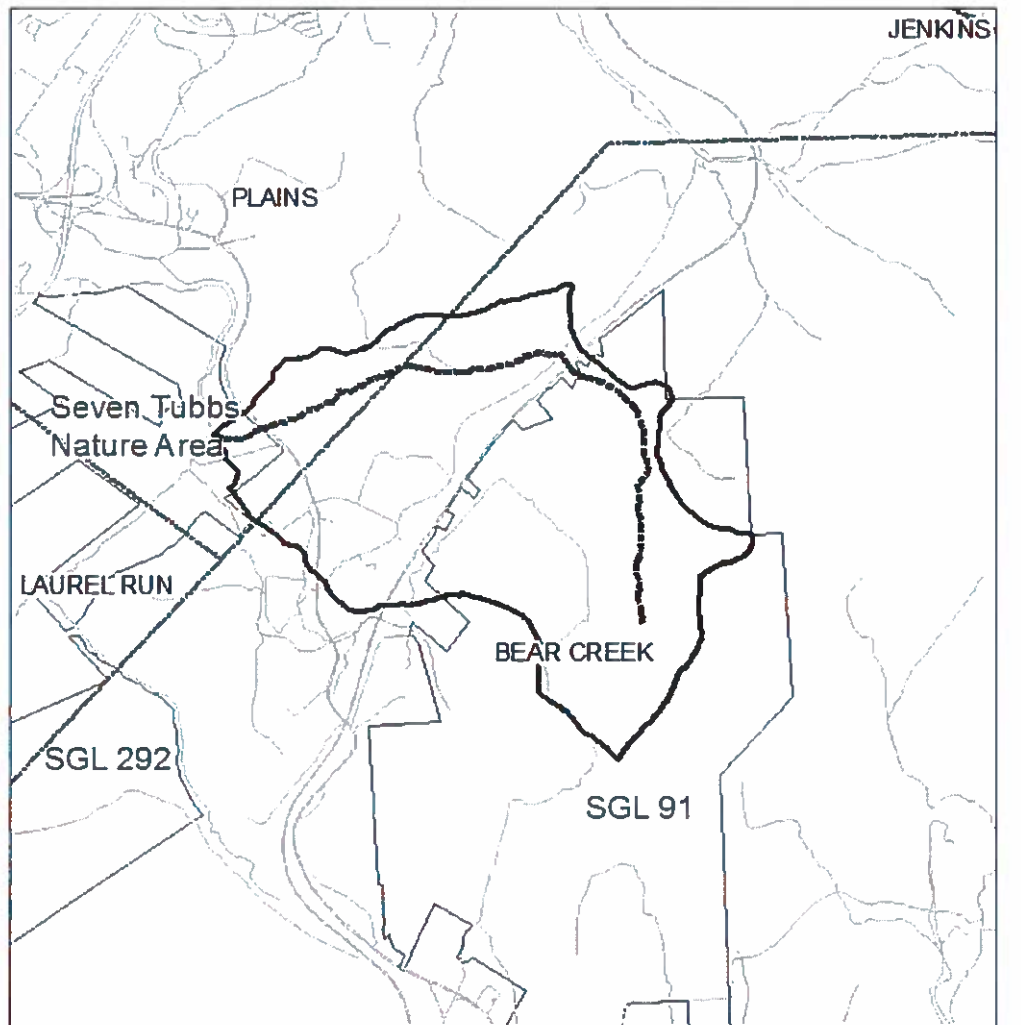 JENKINS
PLAINS
Seven Tubbs
Nature Area
LAUREL RUN
BEAR CREEK
SGL 292
SGL 91